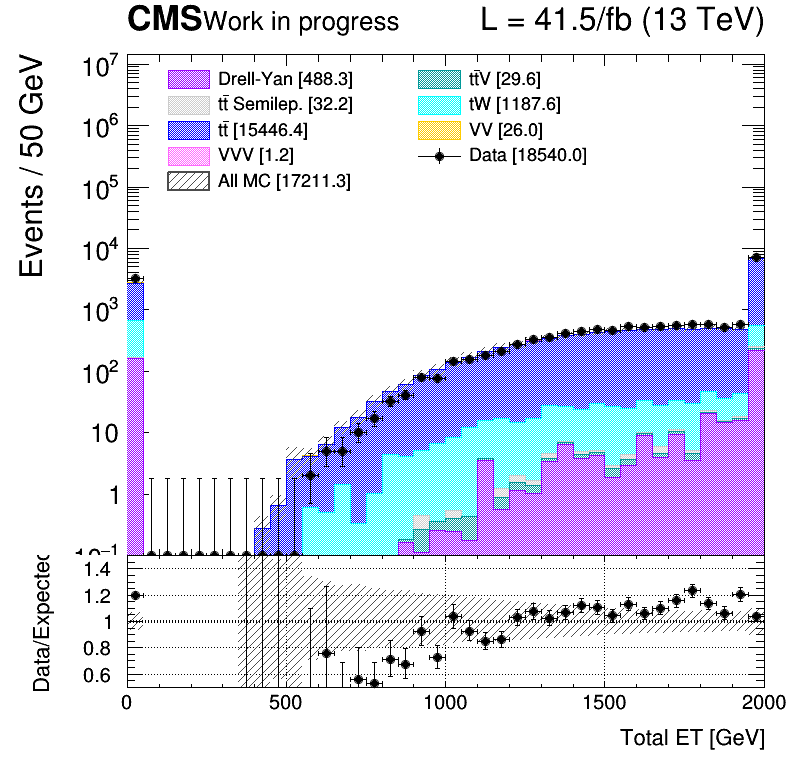 CMS Work in progress L = 41.5/fb (13 TeV)
Events / 50 GeV
10⁷
10⁶
10⁵
10⁴
10³
10²
10
1
10⁻¹
Drell-Yan [488.3]
tt̄ Semilep. [32.2]
tt̄ [15446.4]
VVV [1.2]
All MC [17211.3]
tt̄V [29.6]
tW [1187.6]
VV [26.0]
Data [18540.0]
Data/Expected
1.4
1.2
1
0.8
0.6
0 500 1000 1500 2000
Total ET [GeV]